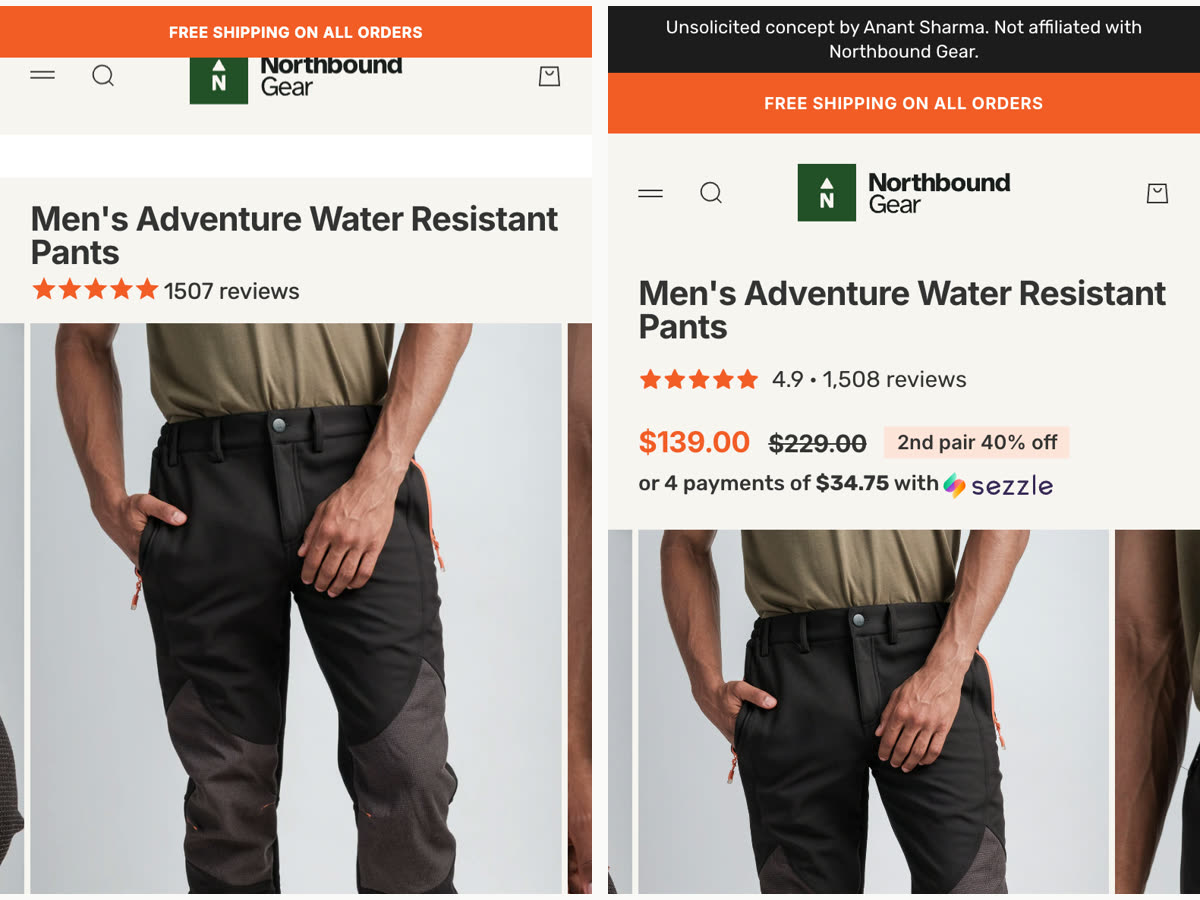 FREE SHIPPING ON ALL ORDERS
N
Northbound
Gear
Men's Adventure Water Resistant
Pants
1507 reviews
Unsolicited concept by Anant Sharma. Not affiliated with
Northbound Gear.
FREE SHIPPING ON ALL ORDERS
N
Northbound
Gear
Men's Adventure Water Resistant
Pants
4.9 • 1,508 reviews
$139.00 $229.00 2nd pair 40% off
or 4 payments of $34.75 with sezzle